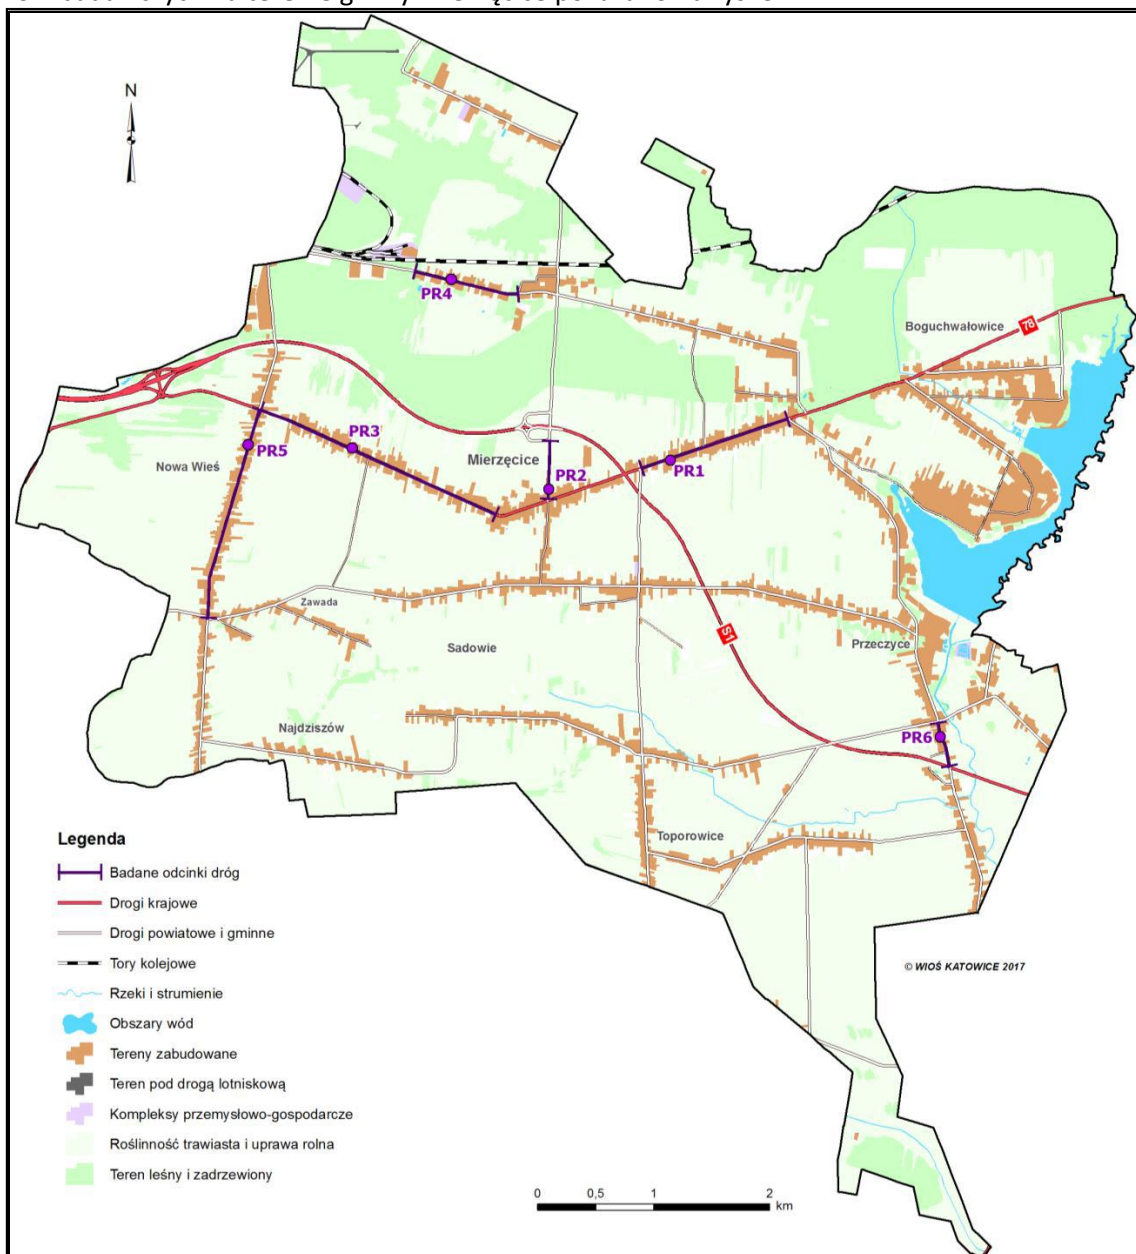 N
PR4
Boguchwałowice
78
PR3
PR5
Nowa Wieś
Mierzęcice
PR1
PR2
Zawada
Sadowie
S1
Przeczyce
Najdziszów
PR6
Toporowice
Legenda
Badane odcinki dróg
Drogi krajowe
Drogi powiatowe i gminne
Tory kolejowe
Rzeki i strumienie
Obszary wód
Tereny zabudowane
Teren pod drogą lotniskową
Kompleksy przemysłowo-gospodarcze
Roślinność trawiasta i uprawa rolna
Teren leśny i zadrzewiony
© WIOŚ KATOWICE 2017
0 0,5 1 2
km